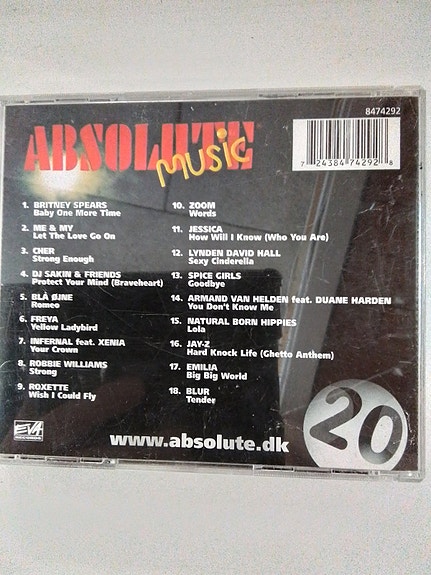 8474292
ABSOLUTE
music
7 24384 74292 8
1. BRITNEY SPEARS
Baby One More Time
2. ME & MY
Let The Love Go On
3. CHER
Strong Enough
4. DJ SAKIN & FRIENDS
Protect Your Mind (Braveheart)
5. BLÅ ØJNE
Romeo
6. FREYA
Yellow Ladybird
7. INFERNAL feat. XENIA
Your Crown
8. ROBBIE WILLIAMS
Strong
9. ROXETTE
Wish I Could Fly
10. ZOOM
Words
11. JESSICA
How Will I Know (Who You Are)
12. LYNDEN DAVID HALL
Sexy Cinderella
13. SPICE GIRLS
Goodbye
14. ARMAND VAN HELDEN feat. DUANE HARDEN
You Don't Know Me
15. NATURAL BORN HIPPIES
Lola
16. JAY-Z
Hard Knock Life (Ghetto Anthem)
17. EMILIA
Big Big World
18. BLUR
Tender
EVA
RECORDS
www.absolute.dk
20